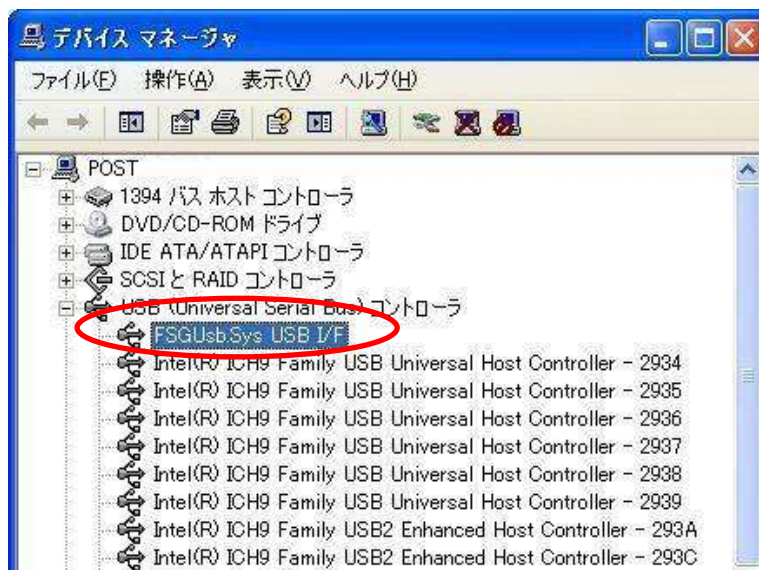 デバイス マネージャ
ファイル(F) 操作(A) 表示(V) ヘルプ(H)
POST
1394 バス ホスト コントローラ
DVD/CD-ROM ドライブ
IDE ATA/ATAPI コントローラ
SCSI と RAID コントローラ
USB (Universal Serial Bus) コントローラ
FSGUsb.Sys USB I/F
Intel(R) ICH9 Family USB Universal Host Controller - 2934
Intel(R) ICH9 Family USB Universal Host Controller - 2935
Intel(R) ICH9 Family USB Universal Host Controller - 2936
Intel(R) ICH9 Family USB Universal Host Controller - 2937
Intel(R) ICH9 Family USB Universal Host Controller - 2938
Intel(R) ICH9 Family USB Universal Host Controller - 2939
Intel(R) ICH9 Family USB2 Enhanced Host Controller - 293A
Intel(R) ICH9 Family USB2 Enhanced Host Controller - 293C